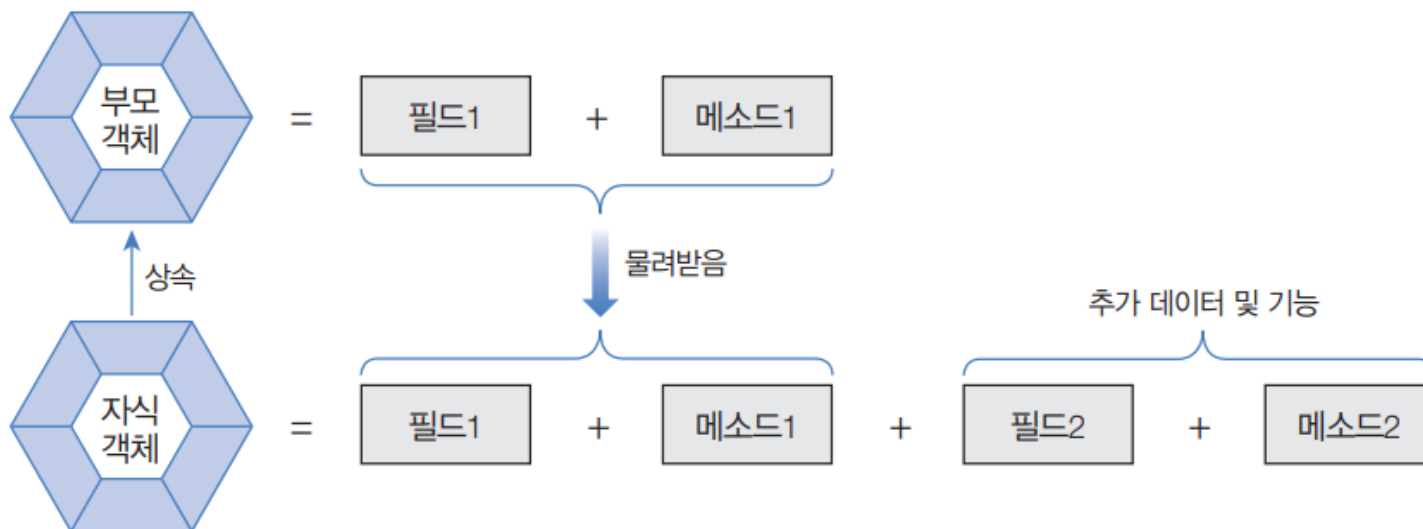 부모
객체
=
필드1
+
메소드1
상속
물려받음
추가 데이터 및 기능
자식
객체
=
필드1
+
메소드1
+
필드2
+
메소드2